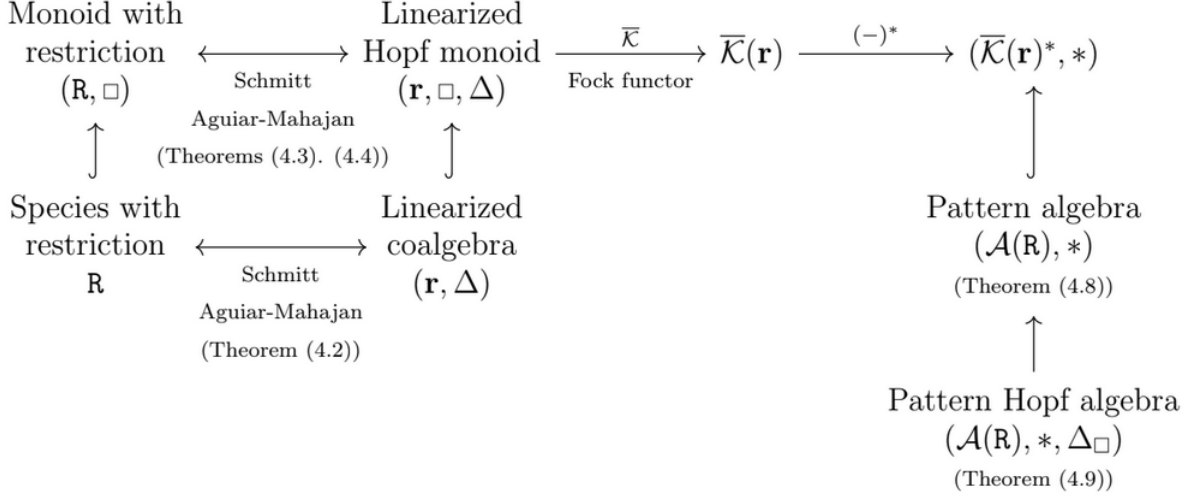 Monoid with
restriction
(R, □)
Schmitt
Aguiar-Mahajan
(Theorems (4.3). (4.4))
Linearized
Hopf monoid
(r, □, Δ)
K̅
Fock functor
K̅(r)
(−)*
(K̅(r)*, *)
Species with
restriction
R
Schmitt
Aguiar-Mahajan
(Theorem (4.2))
Linearized
coalgebra
(r, Δ)
Pattern algebra
(A(R), *)
(Theorem (4.8))
Pattern Hopf algebra
(A(R), *, Δ□)
(Theorem (4.9))